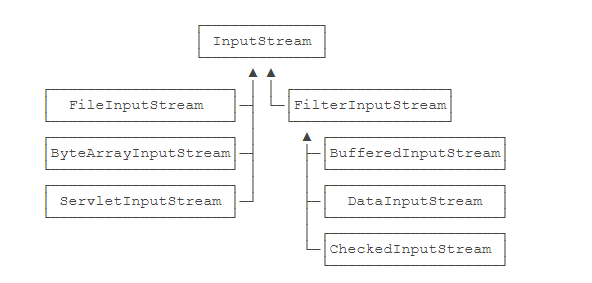 InputStream
FileInputStream
FilterInputStream
ByteArrayInputStream
BufferedInputStream
ServletInputStream
DataInputStream
CheckedInputStream